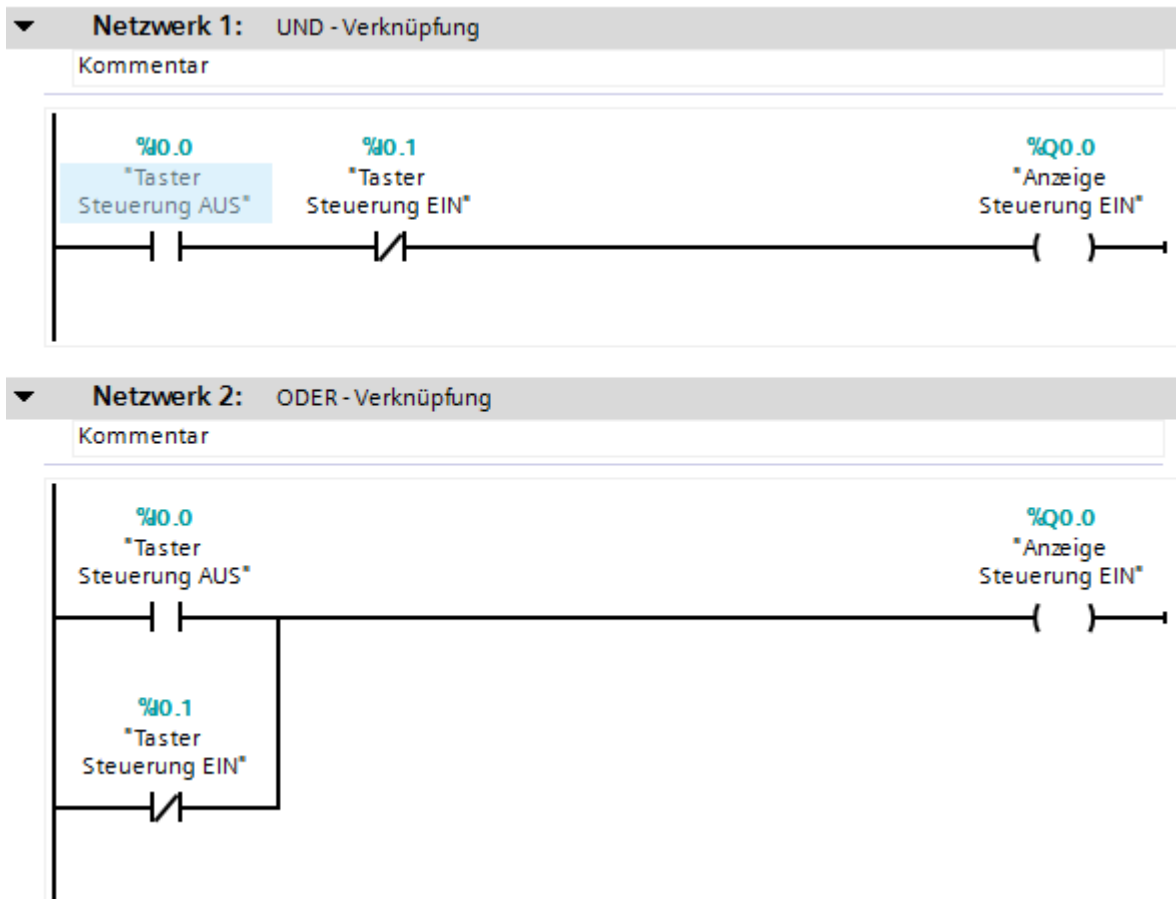 Netzwerk 1: UND - Verknüpfung
Kommentar
%I0.0 %I0.1 %Q0.0
"Taster "Taster "Anzeige
Steuerung AUS" Steuerung EIN" Steuerung EIN"
Netzwerk 2: ODER - Verknüpfung
Kommentar
%I0.0 %Q0.0
"Taster "Anzeige
Steuerung AUS" Steuerung EIN"
%I0.1
"Taster
Steuerung EIN"